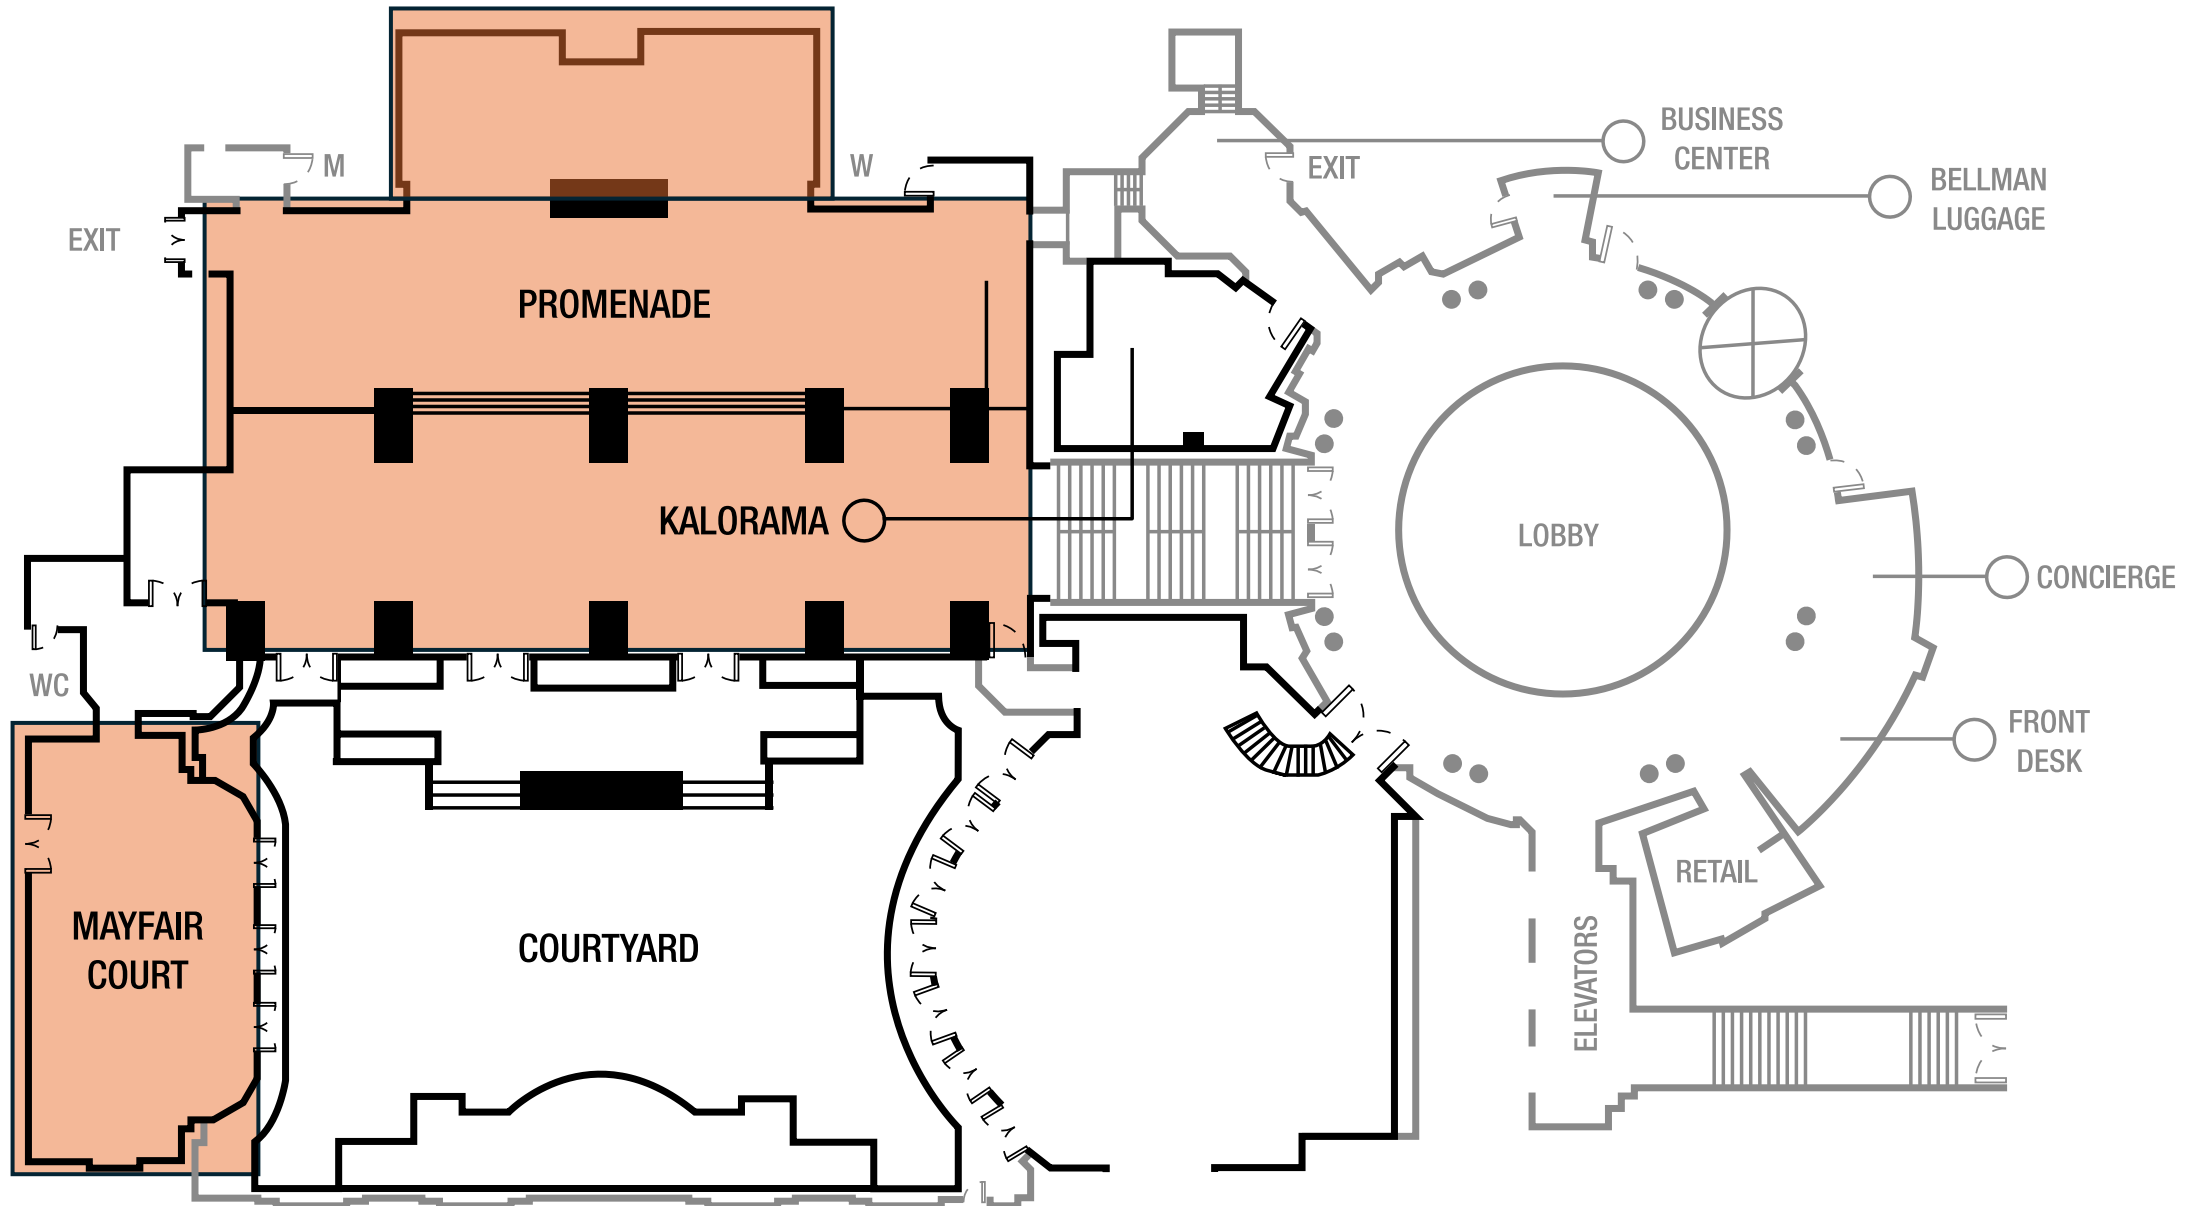 BUSINESS
CENTER
M
W
EXIT
BELLMAN
LUGGAGE
EXIT
PROMENADE
KALORAMA
LOBBY
CONCIERGE
WC
FRONT
DESK
RETAIL
MAYFAIR
COURT
COURTYARD
ELEVATORS